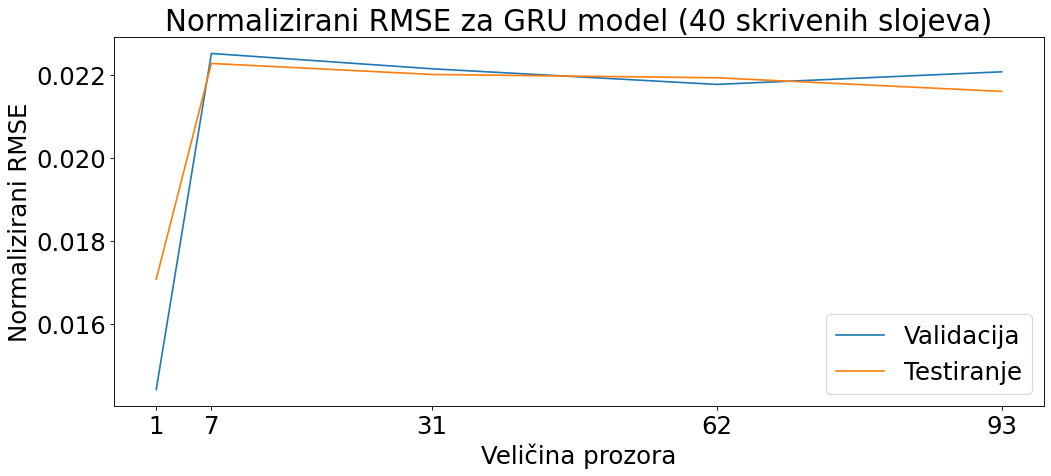 Normalizirani RMSE za GRU model (40 skrivenih slojeva)
Normalizirani RMSE
0.022
0.020
0.018
0.016
Validacija
Testiranje
1 7 31 62 93
Veličina prozora